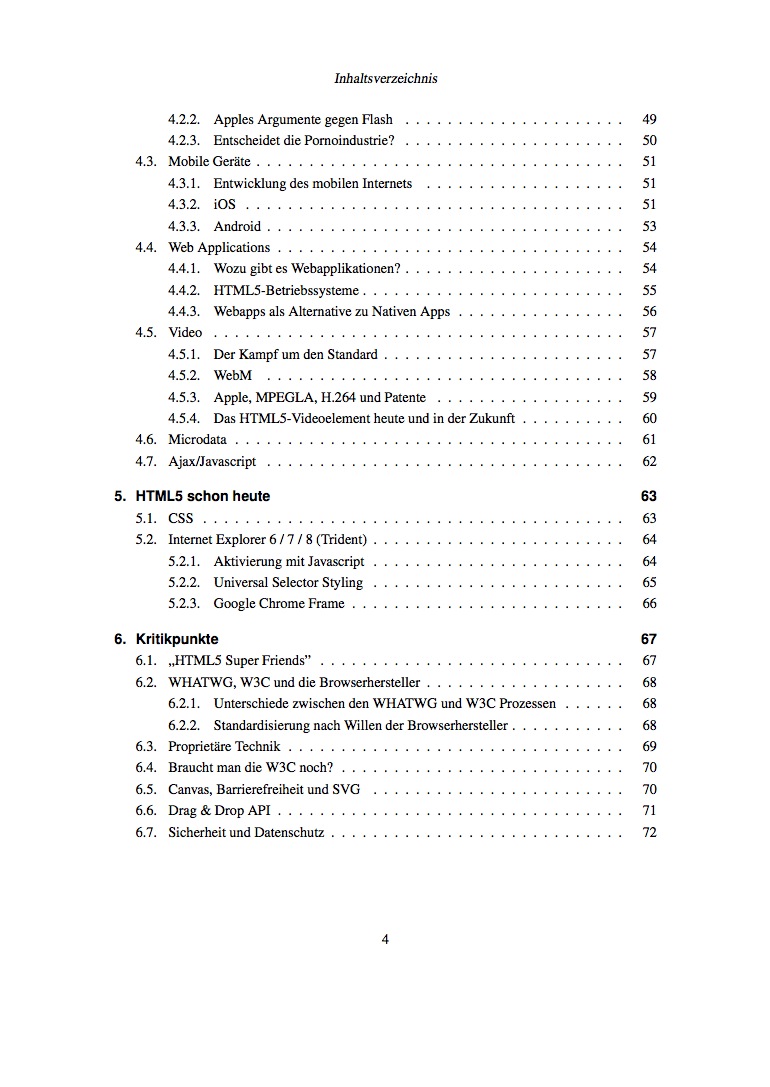 Inhaltsverzeichnis
4.2.2. Apples Argumente gegen Flash . . . . . . . . . . . . . . . . . . . . . 49
4.2.3. Entscheidet die Pornoindustrie? . . . . . . . . . . . . . . . . . . . . . 50
4.3. Mobile Geräte . . . . . . . . . . . . . . . . . . . . . . . . . . . . . . . . . . . 51
4.3.1. Entwicklung des mobilen Internets . . . . . . . . . . . . . . . . . . . 51
4.3.2. iOS . . . . . . . . . . . . . . . . . . . . . . . . . . . . . . . . . . . . 51
4.3.3. Android . . . . . . . . . . . . . . . . . . . . . . . . . . . . . . . . . . 53
4.4. Web Applications . . . . . . . . . . . . . . . . . . . . . . . . . . . . . . . . . 54
4.4.1. Wozu gibt es Webapplikationen? . . . . . . . . . . . . . . . . . . . . . 54
4.4.2. HTML5-Betriebssysteme . . . . . . . . . . . . . . . . . . . . . . . . . 55
4.4.3. Webapps als Alternative zu Nativen Apps . . . . . . . . . . . . . . . . 56
4.5. Video . . . . . . . . . . . . . . . . . . . . . . . . . . . . . . . . . . . . . . . 57
4.5.1. Der Kampf um den Standard . . . . . . . . . . . . . . . . . . . . . . . 57
4.5.2. WebM . . . . . . . . . . . . . . . . . . . . . . . . . . . . . . . . . . 58
4.5.3. Apple, MPEGLA, H.264 und Patente . . . . . . . . . . . . . . . . . . 59
4.5.4. Das HTML5-Videoelement heute und in der Zukunft . . . . . . . . . . 60
4.6. Microdata . . . . . . . . . . . . . . . . . . . . . . . . . . . . . . . . . . . . . 61
4.7. Ajax/Javascript . . . . . . . . . . . . . . . . . . . . . . . . . . . . . . . . . . 62
5. HTML5 schon heute 63
5.1. CSS . . . . . . . . . . . . . . . . . . . . . . . . . . . . . . . . . . . . . . . . 63
5.2. Internet Explorer 6 / 7 / 8 (Trident) . . . . . . . . . . . . . . . . . . . . . . . . 64
5.2.1. Aktivierung mit Javascript . . . . . . . . . . . . . . . . . . . . . . . . 64
5.2.2. Universal Selector Styling . . . . . . . . . . . . . . . . . . . . . . . . 65
5.2.3. Google Chrome Frame . . . . . . . . . . . . . . . . . . . . . . . . . . 66
6. Kritikpunkte 67
6.1. „HTML5 Super Friends” . . . . . . . . . . . . . . . . . . . . . . . . . . . . . 67
6.2. WHATWG, W3C und die Browserhersteller . . . . . . . . . . . . . . . . . . . 68
6.2.1. Unterschiede zwischen den WHATWG und W3C Prozessen . . . . . . 68
6.2.2. Standardisierung nach Willen der Browserhersteller . . . . . . . . . . . 68
6.3. Proprietäre Technik . . . . . . . . . . . . . . . . . . . . . . . . . . . . . . . . 69
6.4. Braucht man die W3C noch? . . . . . . . . . . . . . . . . . . . . . . . . . . . 70
6.5. Canvas, Barrierefreiheit und SVG . . . . . . . . . . . . . . . . . . . . . . . . 70
6.6. Drag & Drop API . . . . . . . . . . . . . . . . . . . . . . . . . . . . . . . . . 71
6.7. Sicherheit und Datenschutz . . . . . . . . . . . . . . . . . . . . . . . . . . . . 72
4